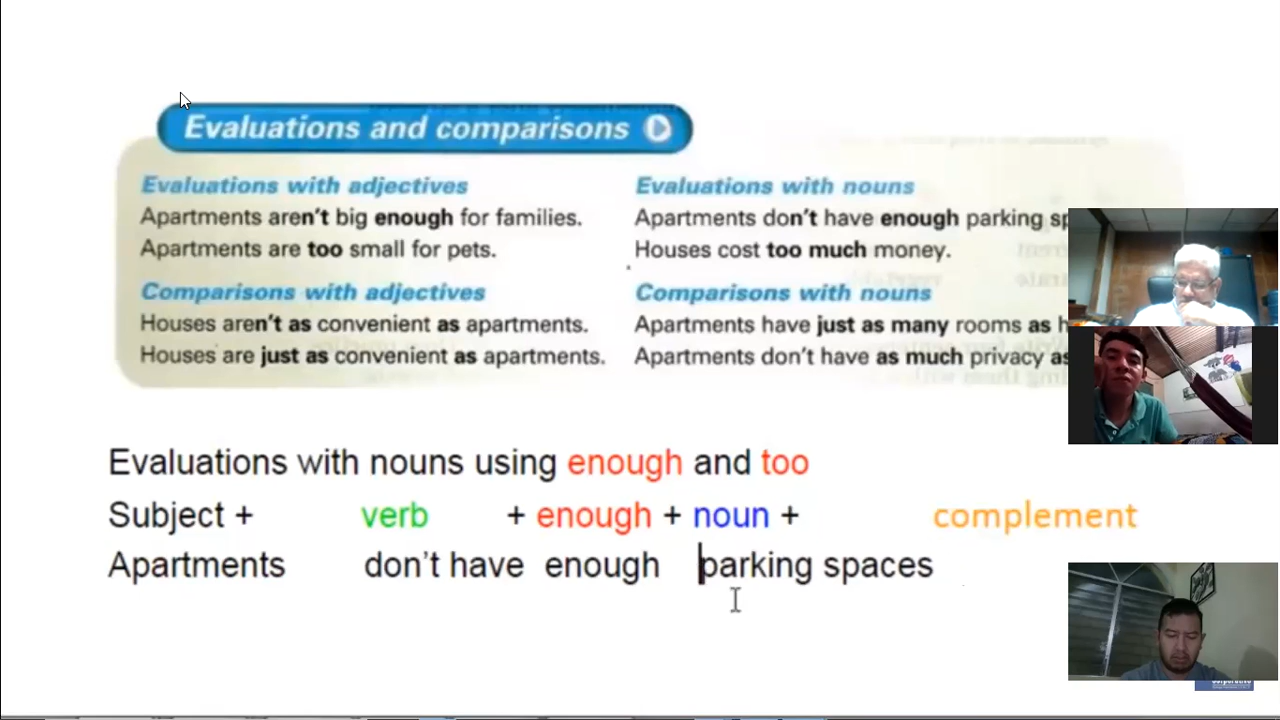 Evaluations and comparisons
Evaluations with adjectives
Apartments aren't big enough for families.
Apartments are too small for pets.
Comparisons with adjectives
Houses aren't as convenient as apartments.
Houses are just as convenient as apartments.
Evaluations with nouns
Apartments don't have enough parking sp
Houses cost too much money.
Comparisons with nouns
Apartments have just as many rooms as h
Apartments don't have as much privacy as
Evaluations with nouns using enough and too
Subject + verb + enough + noun + complement
Apartments don't have enough parking spaces